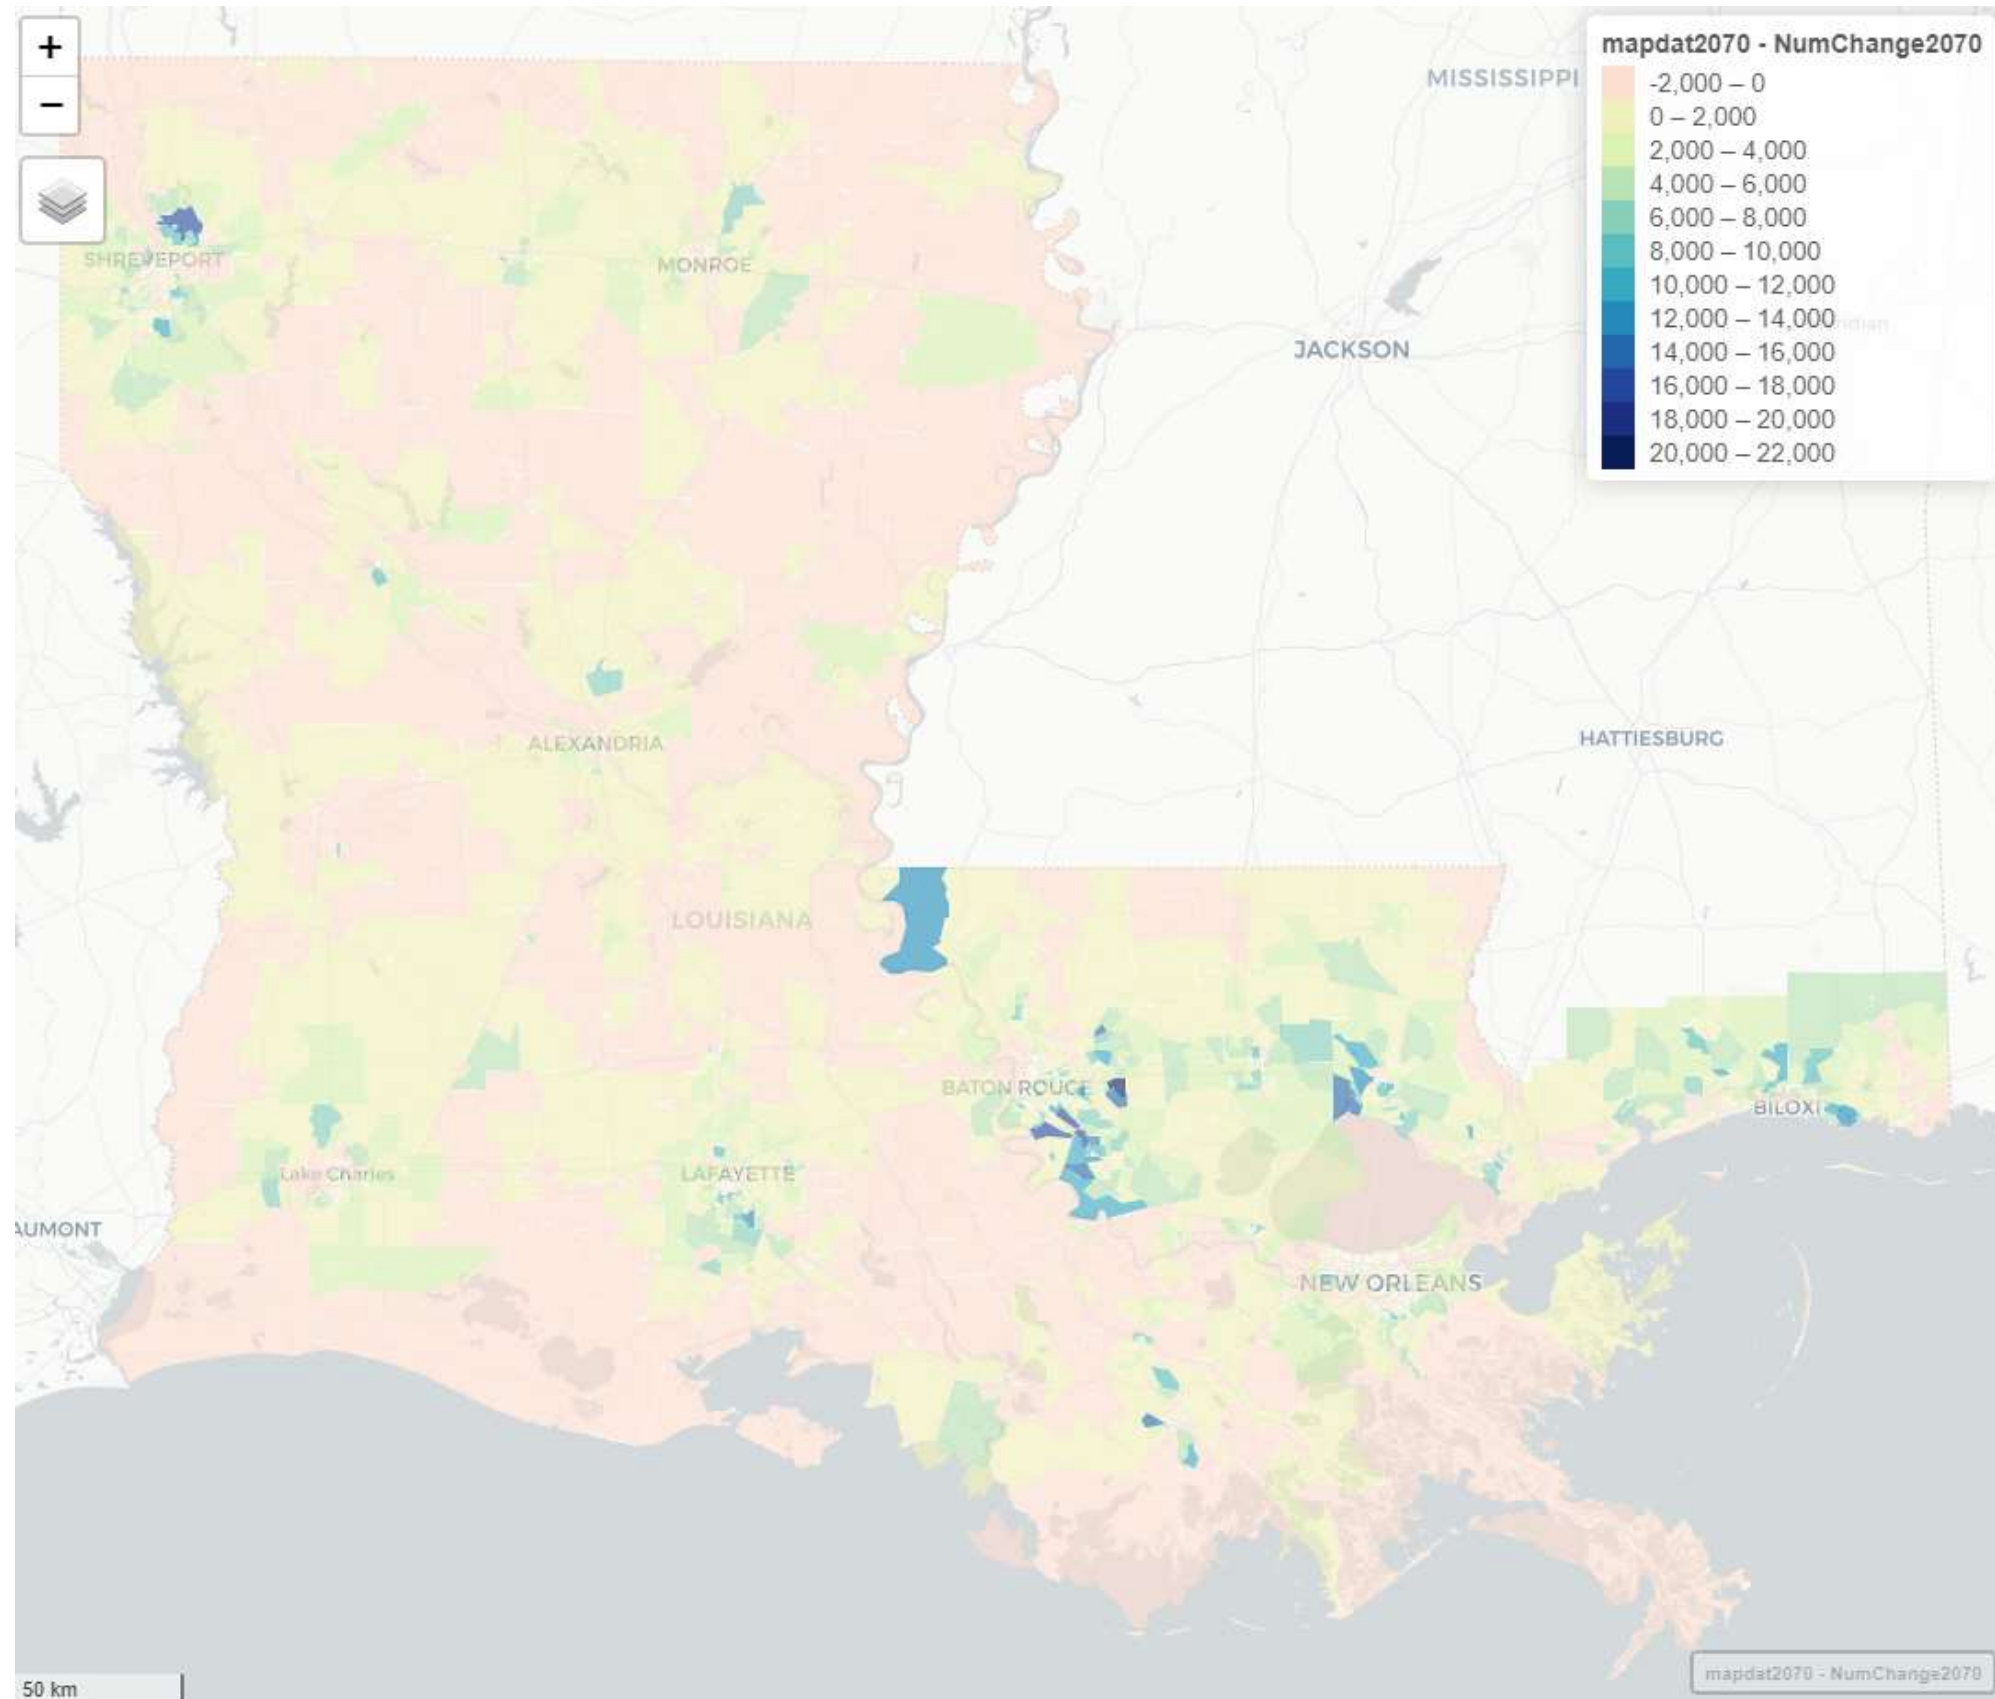 +
−
mapdat2070 - NumChange2070
-2,000 – 0
0 – 2,000
2,000 – 4,000
4,000 – 6,000
6,000 – 8,000
8,000 – 10,000
10,000 – 12,000
12,000 – 14,000
14,000 – 16,000
16,000 – 18,000
18,000 – 20,000
20,000 – 22,000
MISSISSIPPI
SHREVEPORT
MONROE
JACKSON
HATTIESBURG
ALEXANDRIA
LOUISIANA
BATON ROUGE
BILOXI
Lake Charles
LAFAYETTE
AUMONT
NEW ORLEANS
50 km
mapdat2070 - NumChange2070